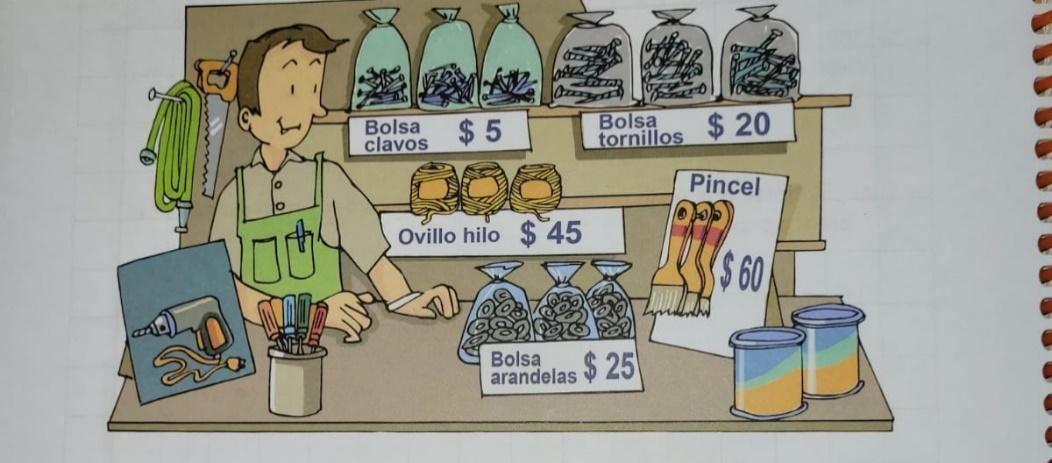 Bolsa
clavos $ 5
Bolsa
tornillos $ 20
Ovillo hilo $ 45
Pincel
$ 60
Bolsa
arandelas $ 25